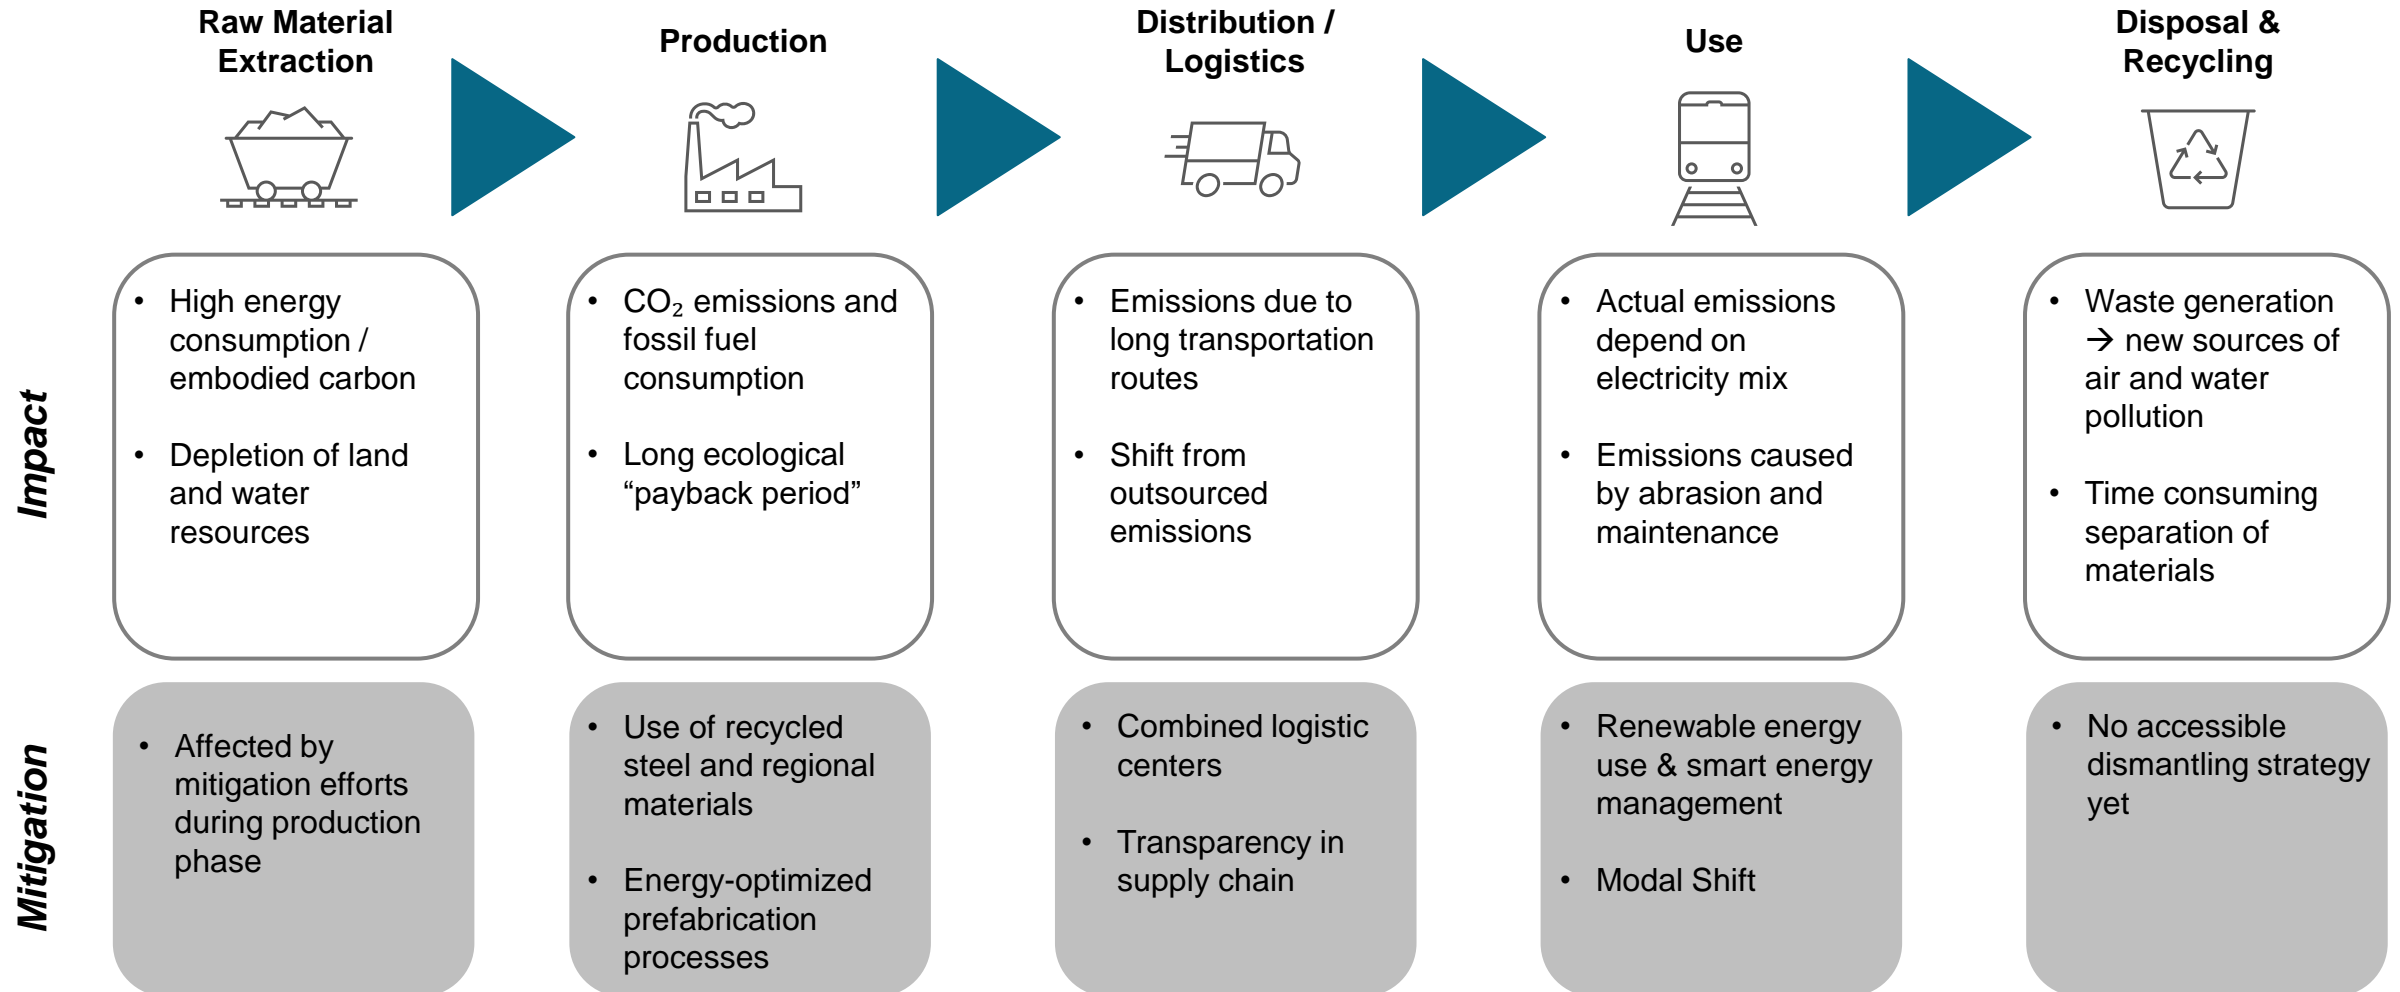 Raw Material
Extraction
Production
Distribution /
Logistics
Use
Disposal &
Recycling
Impact
• High energy
consumption /
embodied carbon
• Depletion of land
and water
resources
• CO₂ emissions and
fossil fuel
consumption
• Long ecological
“payback period”
• Emissions due to
long transportation
routes
• Shift from
outsourced
emissions
• Actual emissions
depend on
electricity mix
• Emissions caused
by abrasion and
maintenance
• Waste generation
→ new sources of
air and water
pollution
• Time consuming
separation of
materials
Mitigation
• Affected by
mitigation efforts
during production
phase
• Use of recycled
steel and regional
materials
• Energy-optimized
prefabrication
processes
• Combined logistic
centers
• Transparency in
supply chain
• Renewable energy
use & smart energy
management
• Modal Shift
• No accessible
dismantling strategy
yet